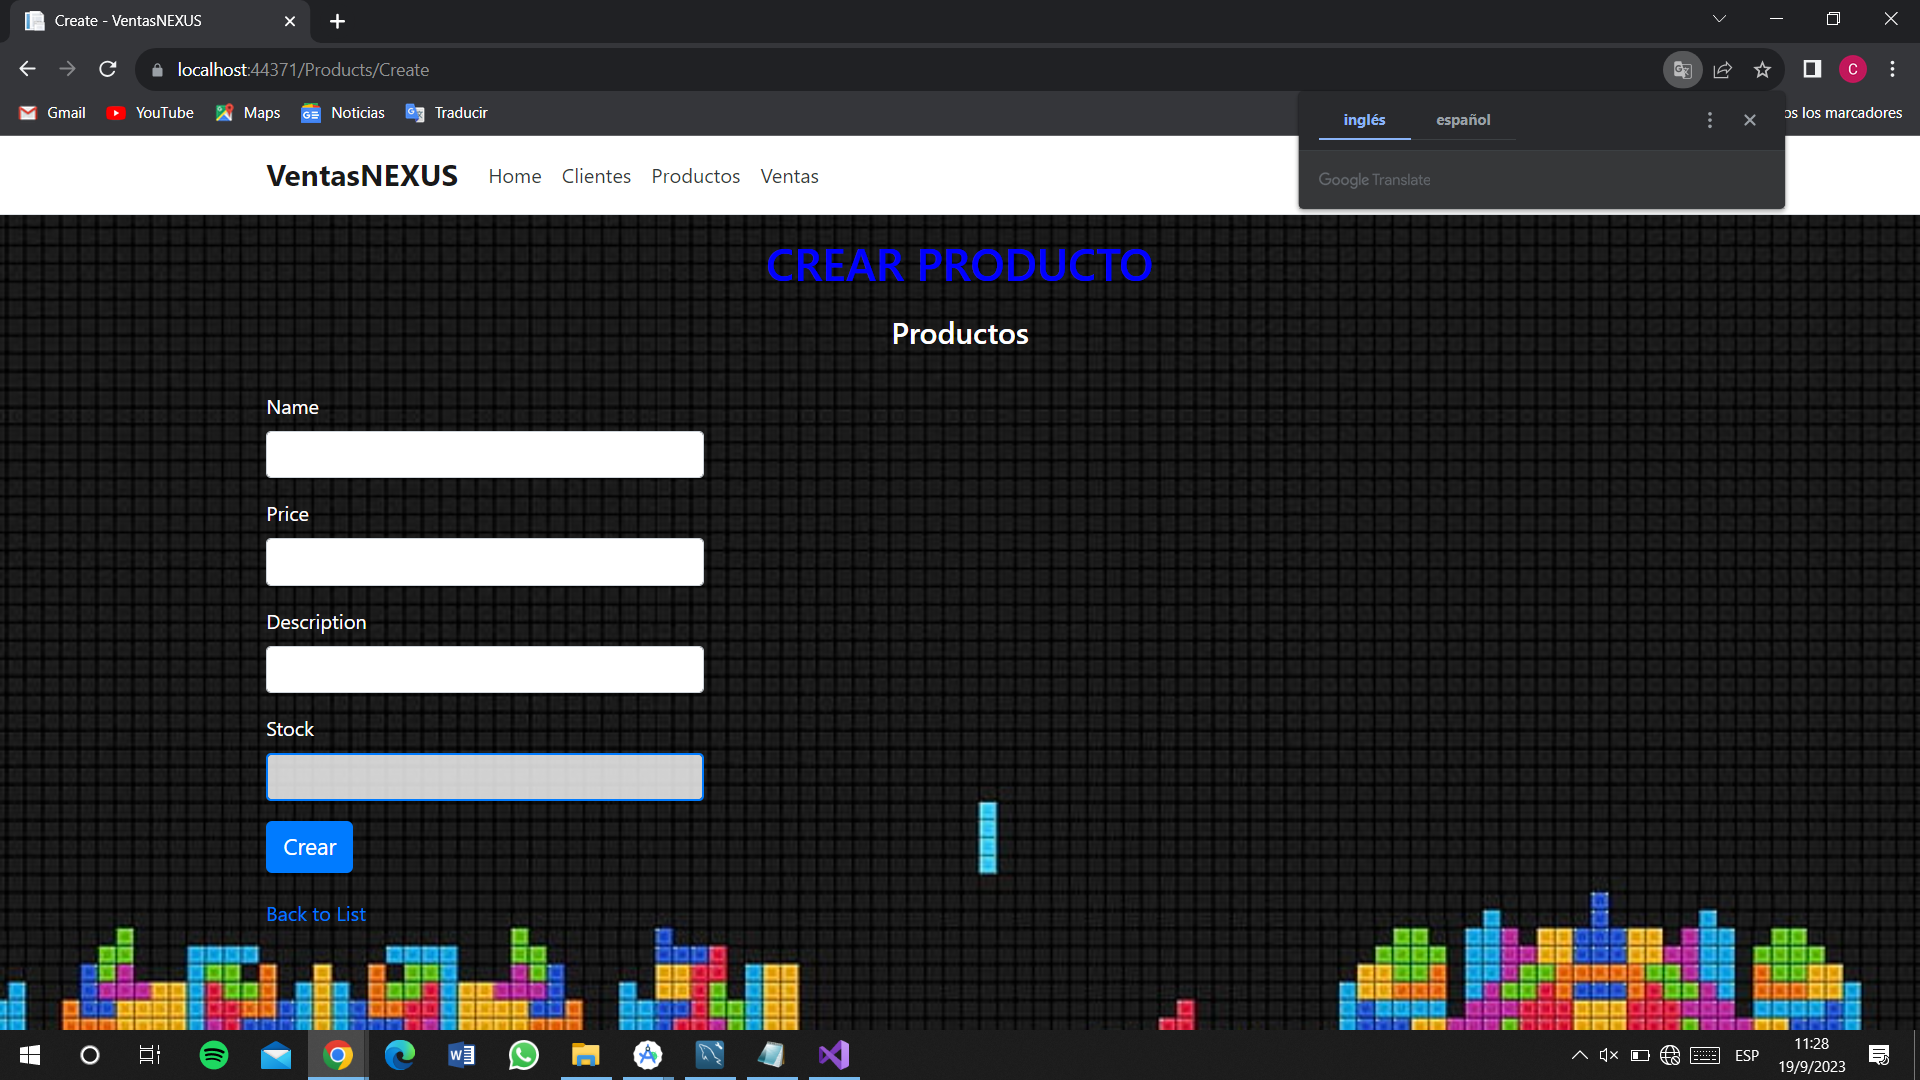 Create - VentasNEXUS
localhost:44371/Products/Create
C
Gmail
YouTube
Maps
Noticias
Traducir
os los marcadores
inglés
español
Google Translate
VentasNEXUS
Home
Clientes
Productos
Ventas
CREAR PRODUCTO
Productos
Name
Price
Description
Stock
Crear
Back to List
ESP
11:28
19/9/2023